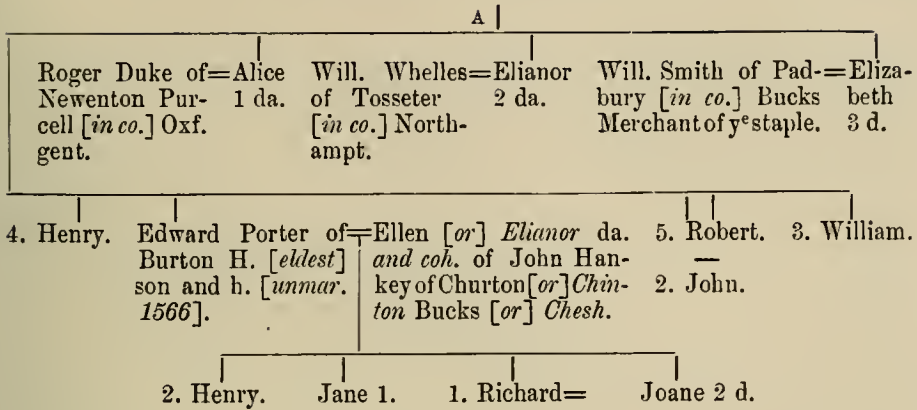 A
Roger Duke of=Alice
Newenton Pur- 1 da.
cell [in co.] Oxf.
gent.
Will. Whelles=Elianor
of Tosseter 2 da.
[in co.] North-
ampt.
Will. Smith of Pad-=Eliza-
bury [in co.] Bucks beth
Merchant of yᵉ staple. 3 d.
4. Henry.
Edward Porter of=Ellen [or] Elianor da.
Burton H. [eldest] and coh. of John Han-
son and h. [unmar. key of Churton [or] Chin-
1566]. ton Bucks [or] Chesh.
5. Robert.
2. John.
3. William.
2. Henry. Jane 1. 1. Richard= Joane 2 d.